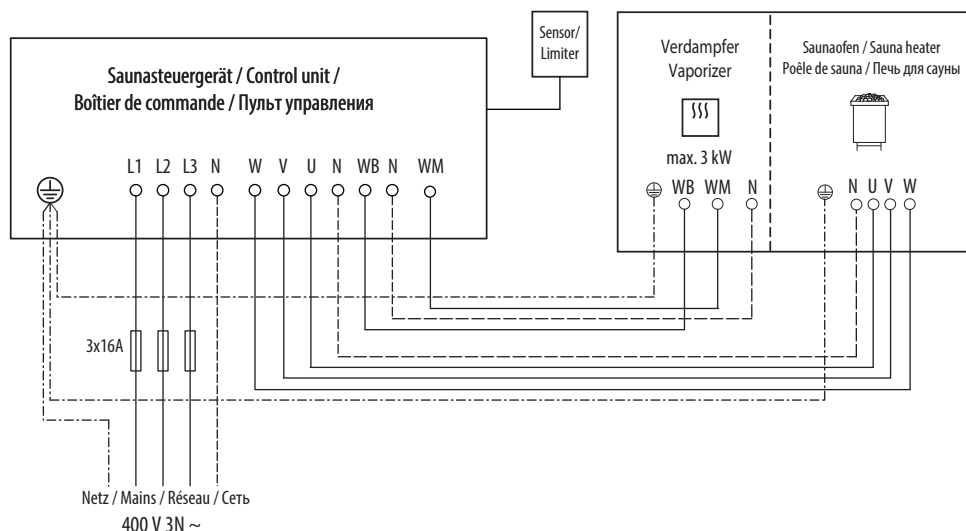 Saunasteuergerät / Control unit /
Boîtier de commande / Пульт управления
Sensor/
Limiter
Verdampfer
Vaporizer
max. 3 kW
Saunaofen / Sauna heater
Poêle de sauna / Печь для сауны
L1 L2 L3 N W V U N WB N WM
WB WM N
N U V W
3x16A
Netz / Mains / Réseau / Сеть
400 V 3N ~